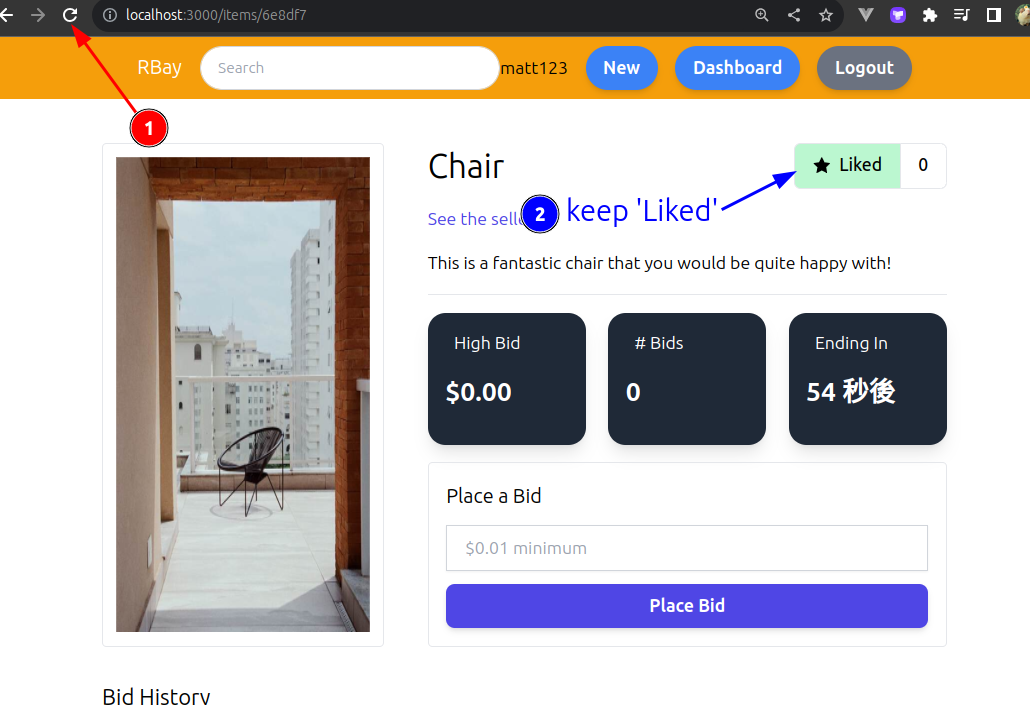 localhost:3000/items/6e8df7
RBay Search matt123 New Dashboard Logout
1
Chair
Liked 0
See the selle
2 keep 'Liked'
This is a fantastic chair that you would be quite happy with!
High Bid # Bids Ending In
$0.00 0 54 秒後
Place a Bid
$0.01 minimum
Place Bid
Bid History